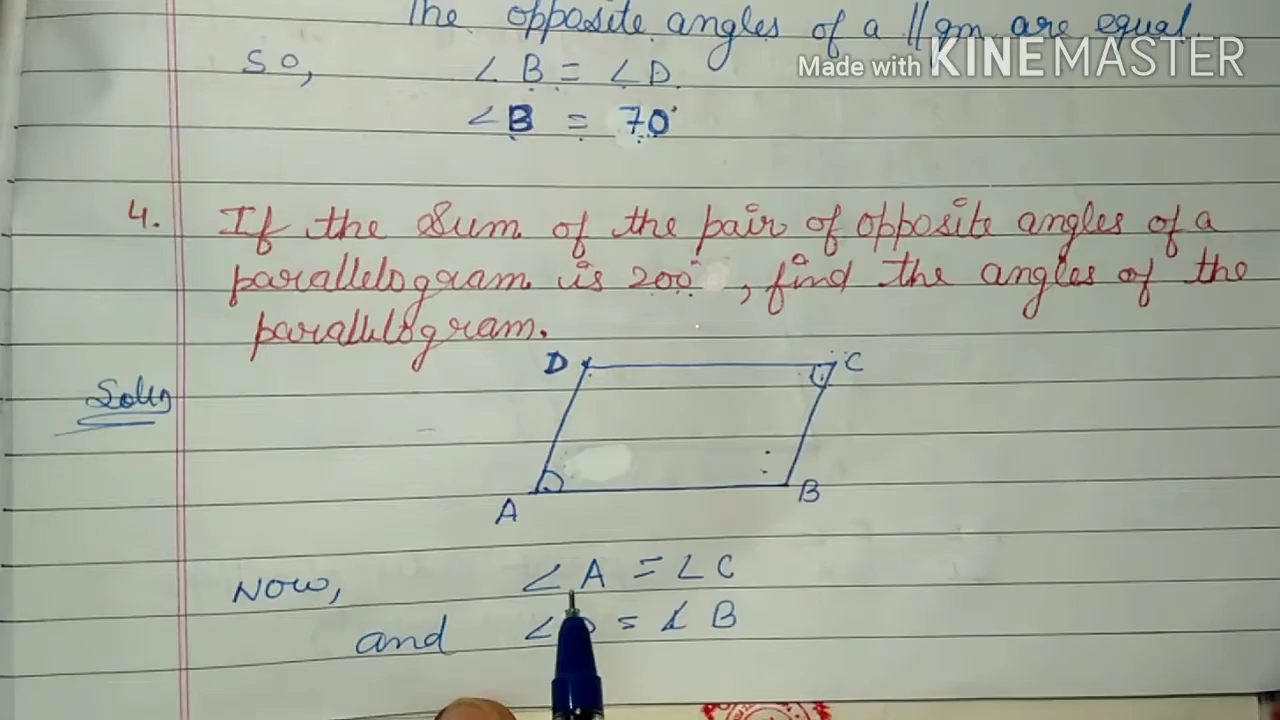 The opposite angles of a ||gm are equal.
Made with KINEMASTER
So, ∠B = ∠D.
∠B = 70°
4. If the Sum of the pair of opposite angles of a
parallelogram is 200°, find the angles of the
parallelogram.
D C
Soln
A B
Now, ∠A = ∠C
and ∠ = ∠B